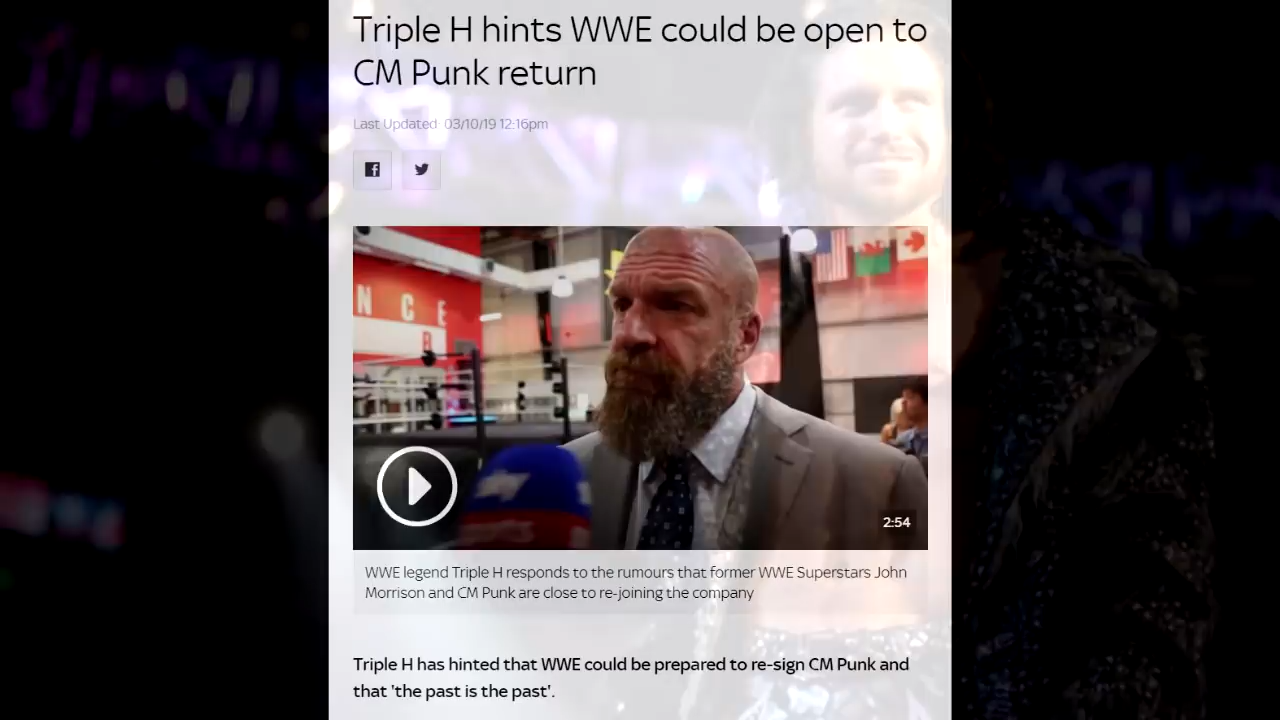 Triple H hints WWE could be open to
CM Punk return
Last Updated: 03/10/19 12:16pm
N C E
2:54
WWE legend Triple H responds to the rumours that former WWE Superstars John
Morrison and CM Punk are close to re-joining the company
Triple H has hinted that WWE could be prepared to re-sign CM Punk and
that 'the past is the past'.